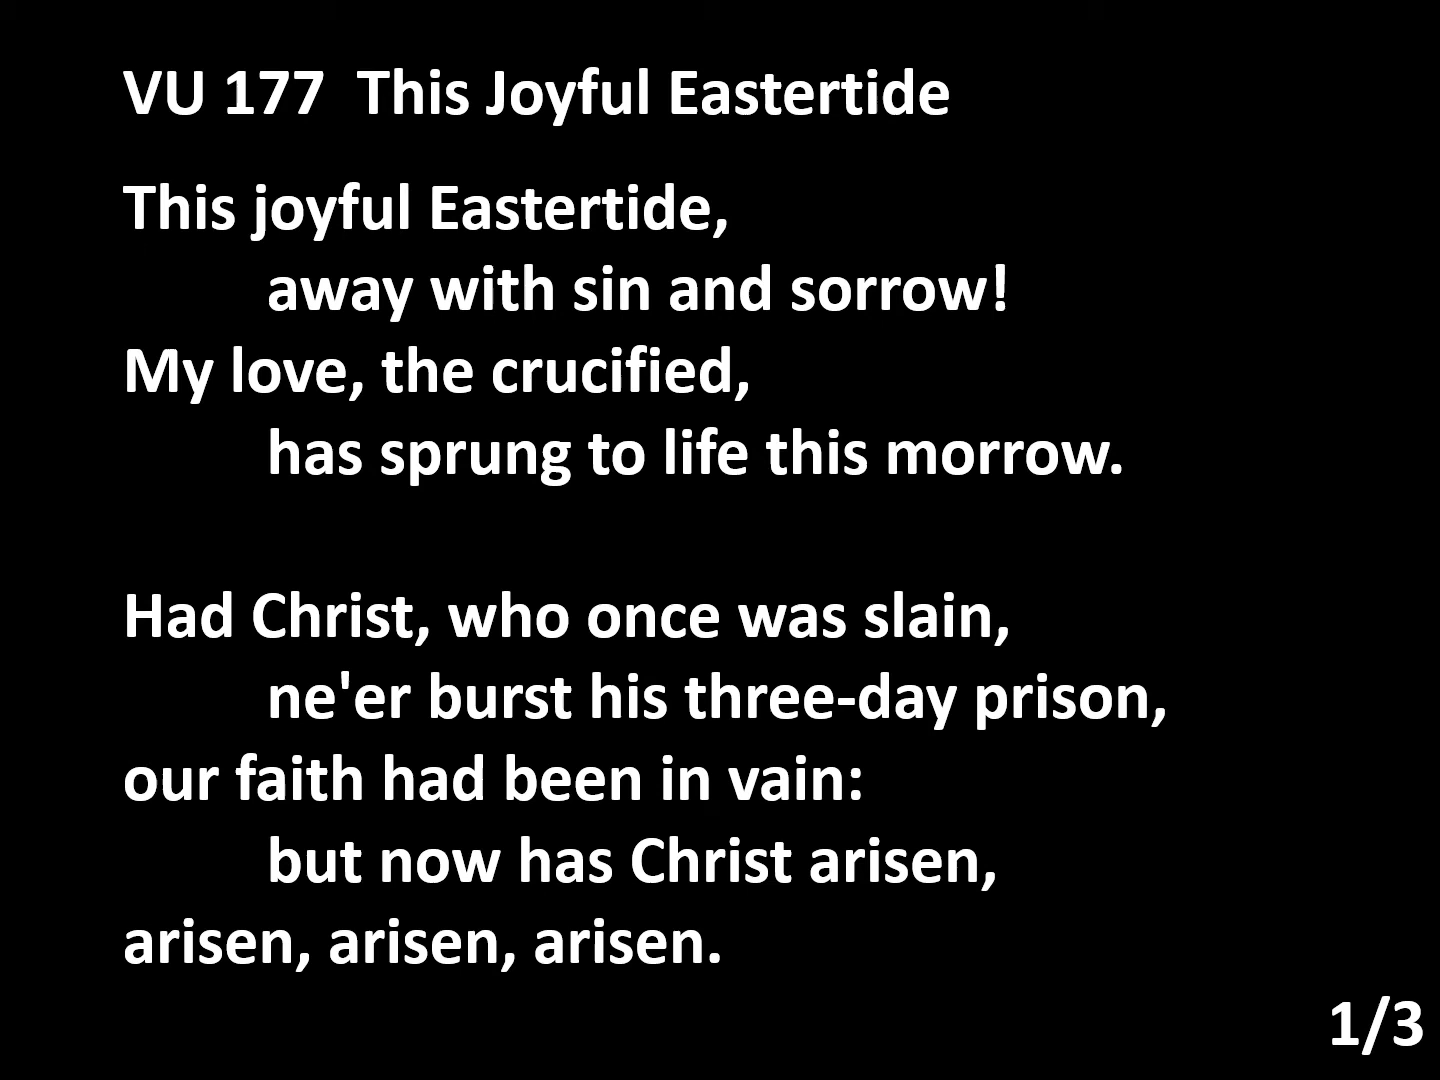 VU 177  This Joyful Eastertide
This joyful Eastertide,
away with sin and sorrow!
My love, the crucified,
has sprung to life this morrow.
Had Christ, who once was slain,
ne'er burst his three-day prison,
our faith had been in vain:
but now has Christ arisen,
arisen, arisen, arisen.
1/3